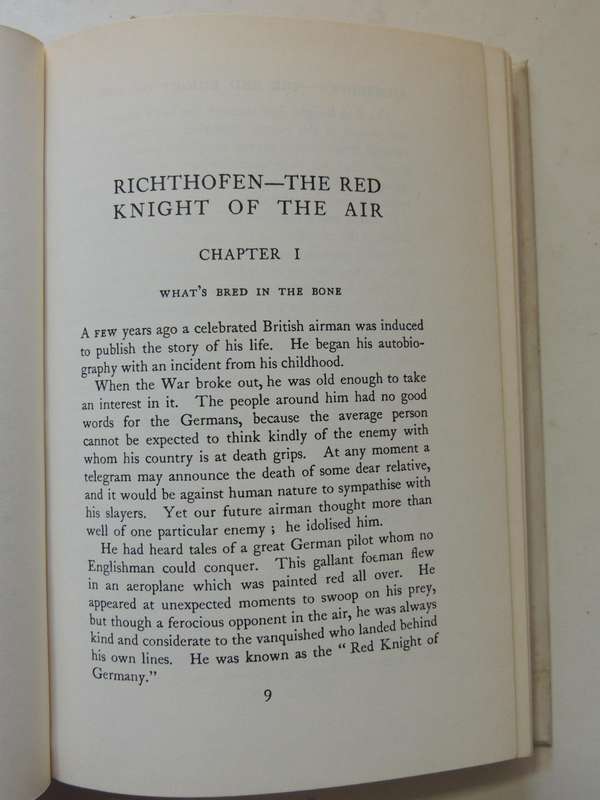 RICHTHOFEN—THE RED
KNIGHT OF THE AIR
CHAPTER I
WHAT'S BRED IN THE BONE
A FEW years ago a celebrated British airman was induced
to publish the story of his life. He began his autobio-
graphy with an incident from his childhood.
When the War broke out, he was old enough to take
an interest in it. The people around him had no good
words for the Germans, because the average person
cannot be expected to think kindly of the enemy with
whom his country is at death grips. At any moment a
telegram may announce the death of some dear relative,
and it would be against human nature to sympathise with
his slayers. Yet our future airman thought more than
well of one particular enemy ; he idolised him.
He had heard tales of a great German pilot whom no
Englishman could conquer. This gallant foeman flew
in an aeroplane which was painted red all over. He
appeared at unexpected moments to swoop on his prey,
but though a ferocious opponent in the air, he was always
kind and considerate to the vanquished who landed behind
his own lines. He was known as the " Red Knight of
Germany."
9